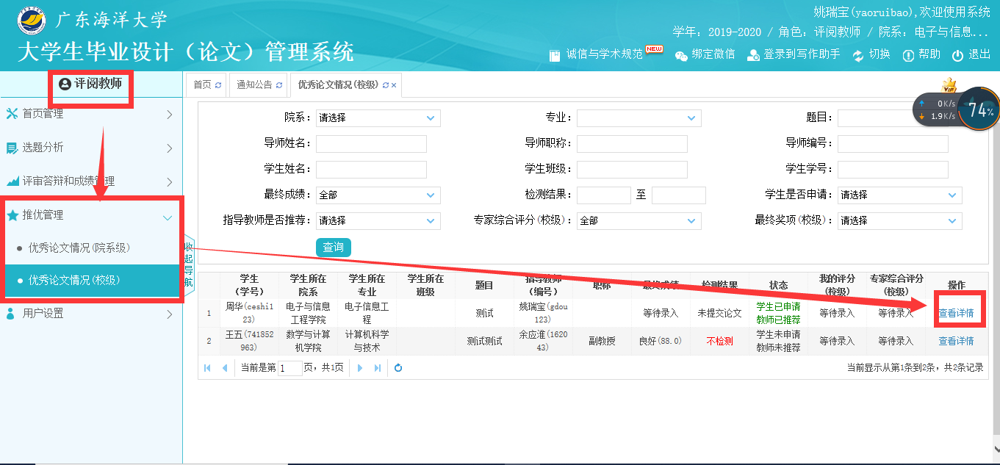 广东海洋大学
大学生毕业设计（论文）管理系统
姚瑞宝(yaoruibao),欢迎使用系统
学年: 2019-2020 / 角色: 评阅教师 / 院系: 电子与信息...
诚信与学术规范 NEW 绑定微信 登录到写作助手 切换 帮助 退出
评阅教师
首页管理
选题分析
评审答辩和成绩管理
推优管理
优秀论文情况(院系级)
优秀论文情况(校级)
用户设置
收起导航
首页 通知公告 优秀论文情况(校级)
VIP
0K/s
1.9K/s
74%
院系: 请选择 专业: 题目:
导师姓名: 导师职称: 导师编号:
学生姓名: 学生班级: 学生学号:
最终成绩: 全部 检测结果: 至 学生是否申请: 请选择
指导教师是否推荐: 请选择 专家综合评分(校级): 全部 最终奖项(校级): 请选择
查询
学生（学号） 学生所在院系 学生所在专业 学生所在班级 题目 指导教师（编号） 职称 最终成绩 检测结果 状态 我的评分(校级) 专家综合评分(校级) 操作
1 周华(ceshi123) 电子与信息工程学院 电子信息工程 测试 姚瑞宝(gdou123) 等待录入 未提交论文 学生已申请 教师已推荐 等待录入 等待录入 查看详情
2 王五(741852963) 数学与计算机学院 计算机科学与技术 测试测试 余应淮(162043) 副教授 良好(88.0) 不检测 学生未申请 教师未推荐 等待录入 等待录入 查看详情
当前是第 1 页，共1页 当前显示从第1条到2条，共2条记录